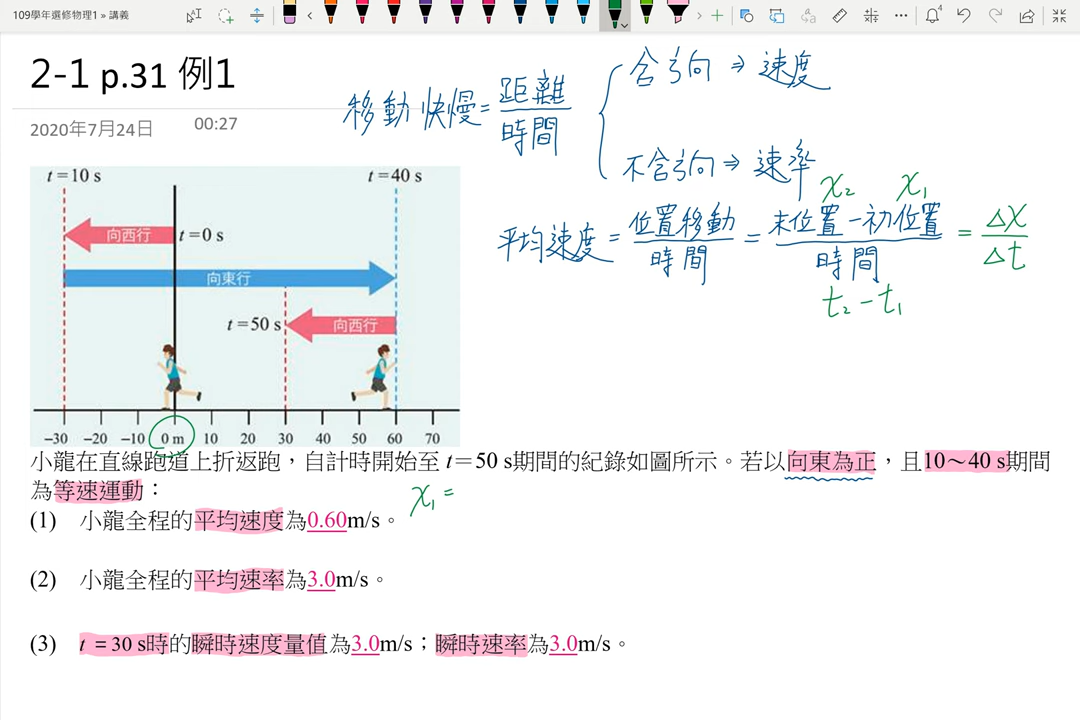 109學年選修物理1 » 講義
4
2-1 p.31 例1
2020年7月24日 00:27
移動快慢=距離/時間
含方向 ⇒ 速度
不含方向 ⇒ 速率
x₂ x₁
平均速度 = 位置移動/時間 = 末位置－初位置/時間 = Δx/Δt
t₂ － t₁
t=10 s t=40 s
向西行 t=0 s
向東行
t=50 s 向西行
−30 −20 −10 0 m 10 20 30 40 50 60 70
小龍在直線跑道上折返跑，自計時開始至 t＝50 s期間的紀錄如圖所示。若以向東為正，且10～40 s期間
為等速運動：
x₁ =
(1) 小龍全程的平均速度為0.60m/s。
(2) 小龍全程的平均速率為3.0m/s。
(3) t = 30 s時的瞬時速度量值為3.0m/s；瞬時速率為3.0m/s。